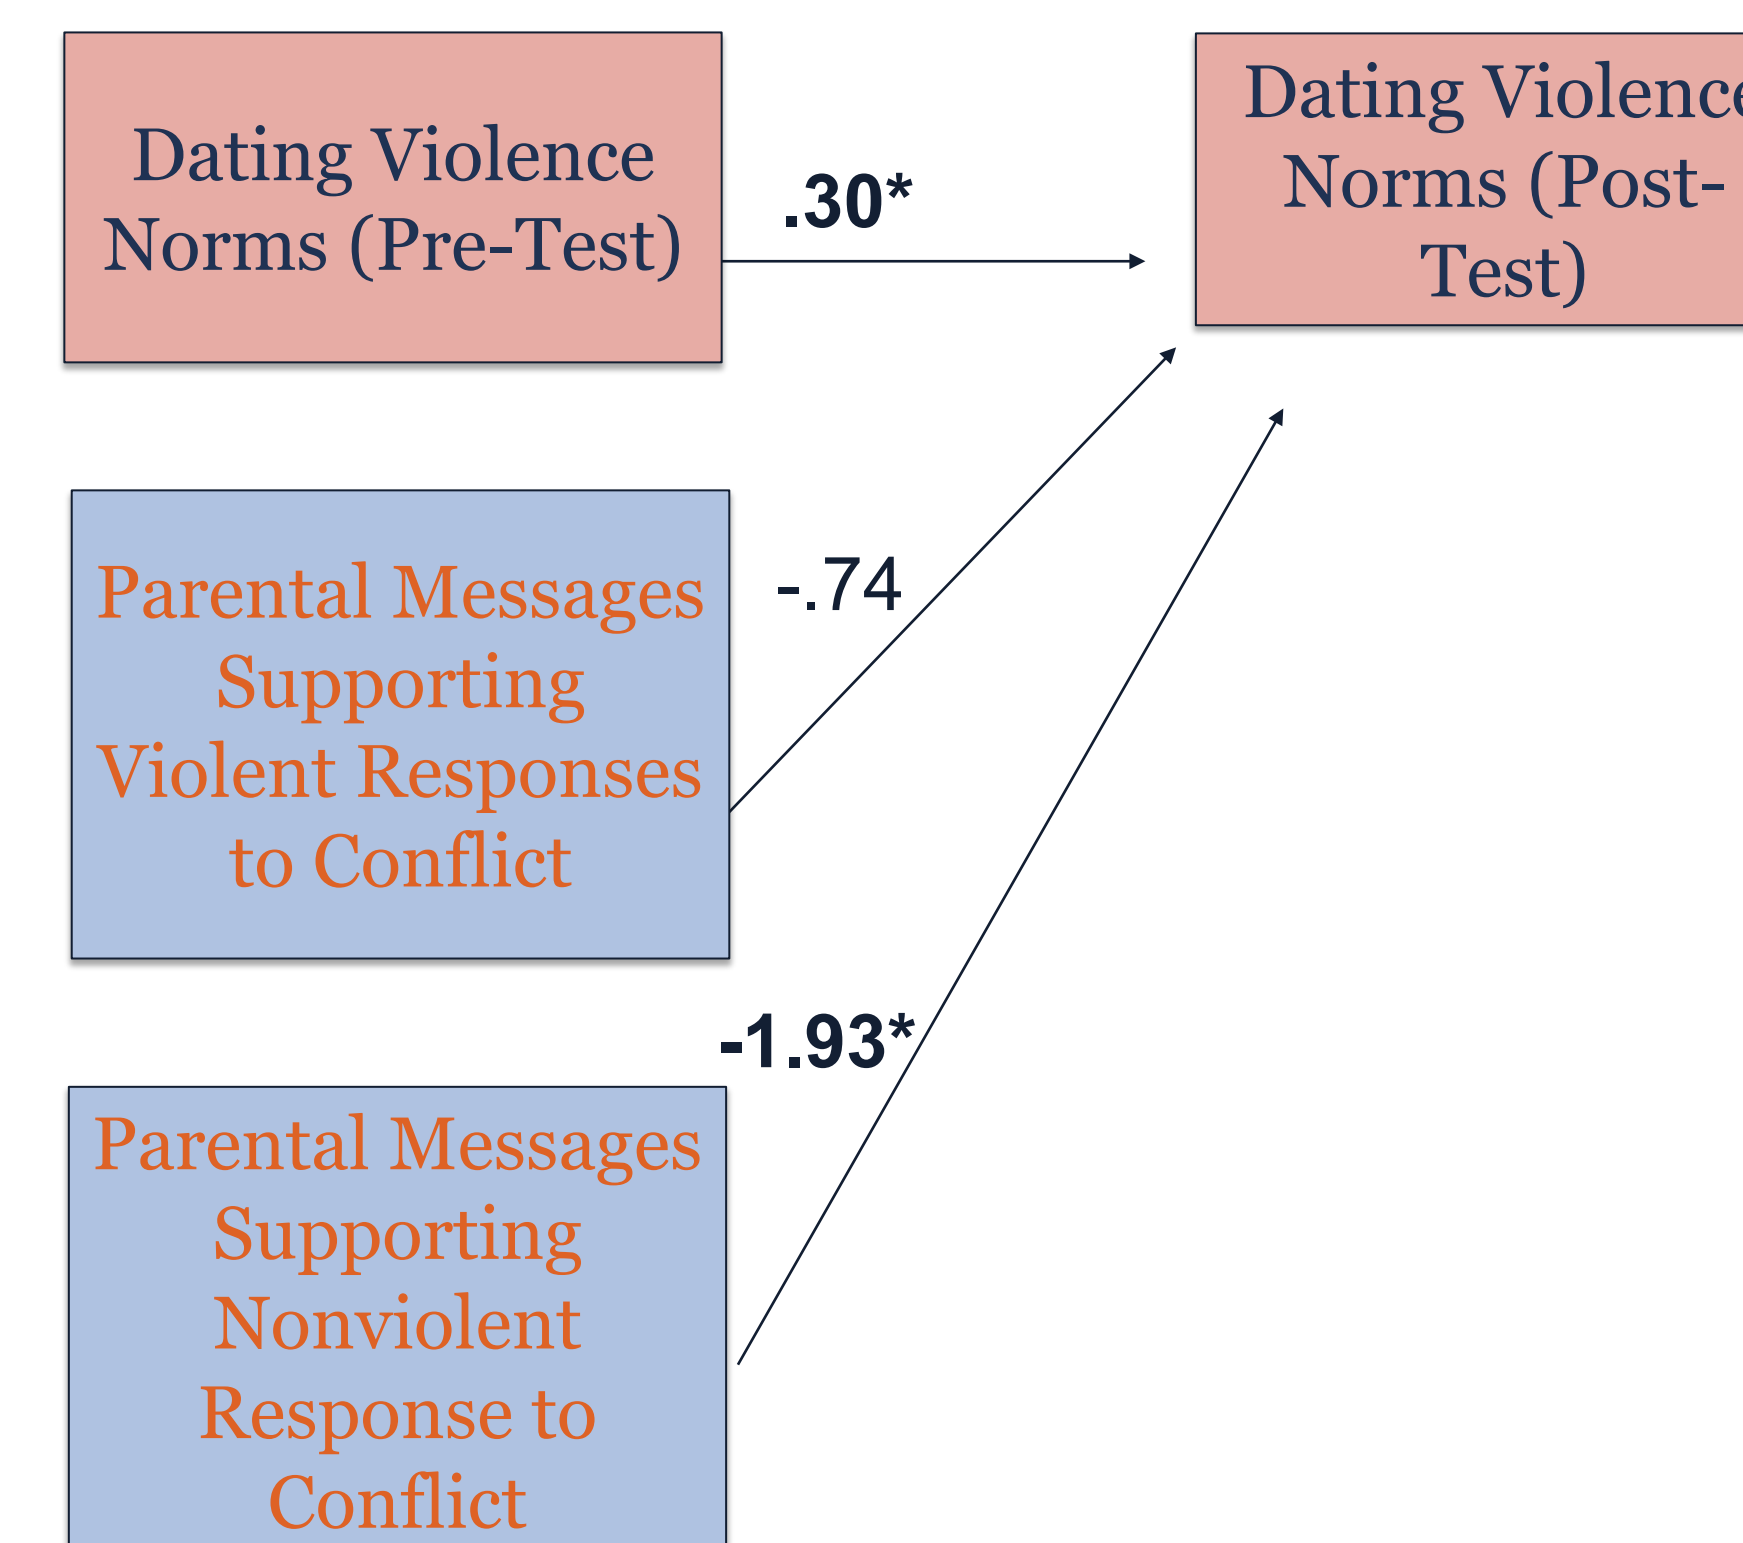 Dating Violence
Norms (Pre-Test)
.30*
Dating Violence
Norms (Post-
Test)
Parental Messages
Supporting
Violent Responses
to Conflict
-.74
-1.93*
Parental Messages
Supporting
Nonviolent
Response to
Conflict